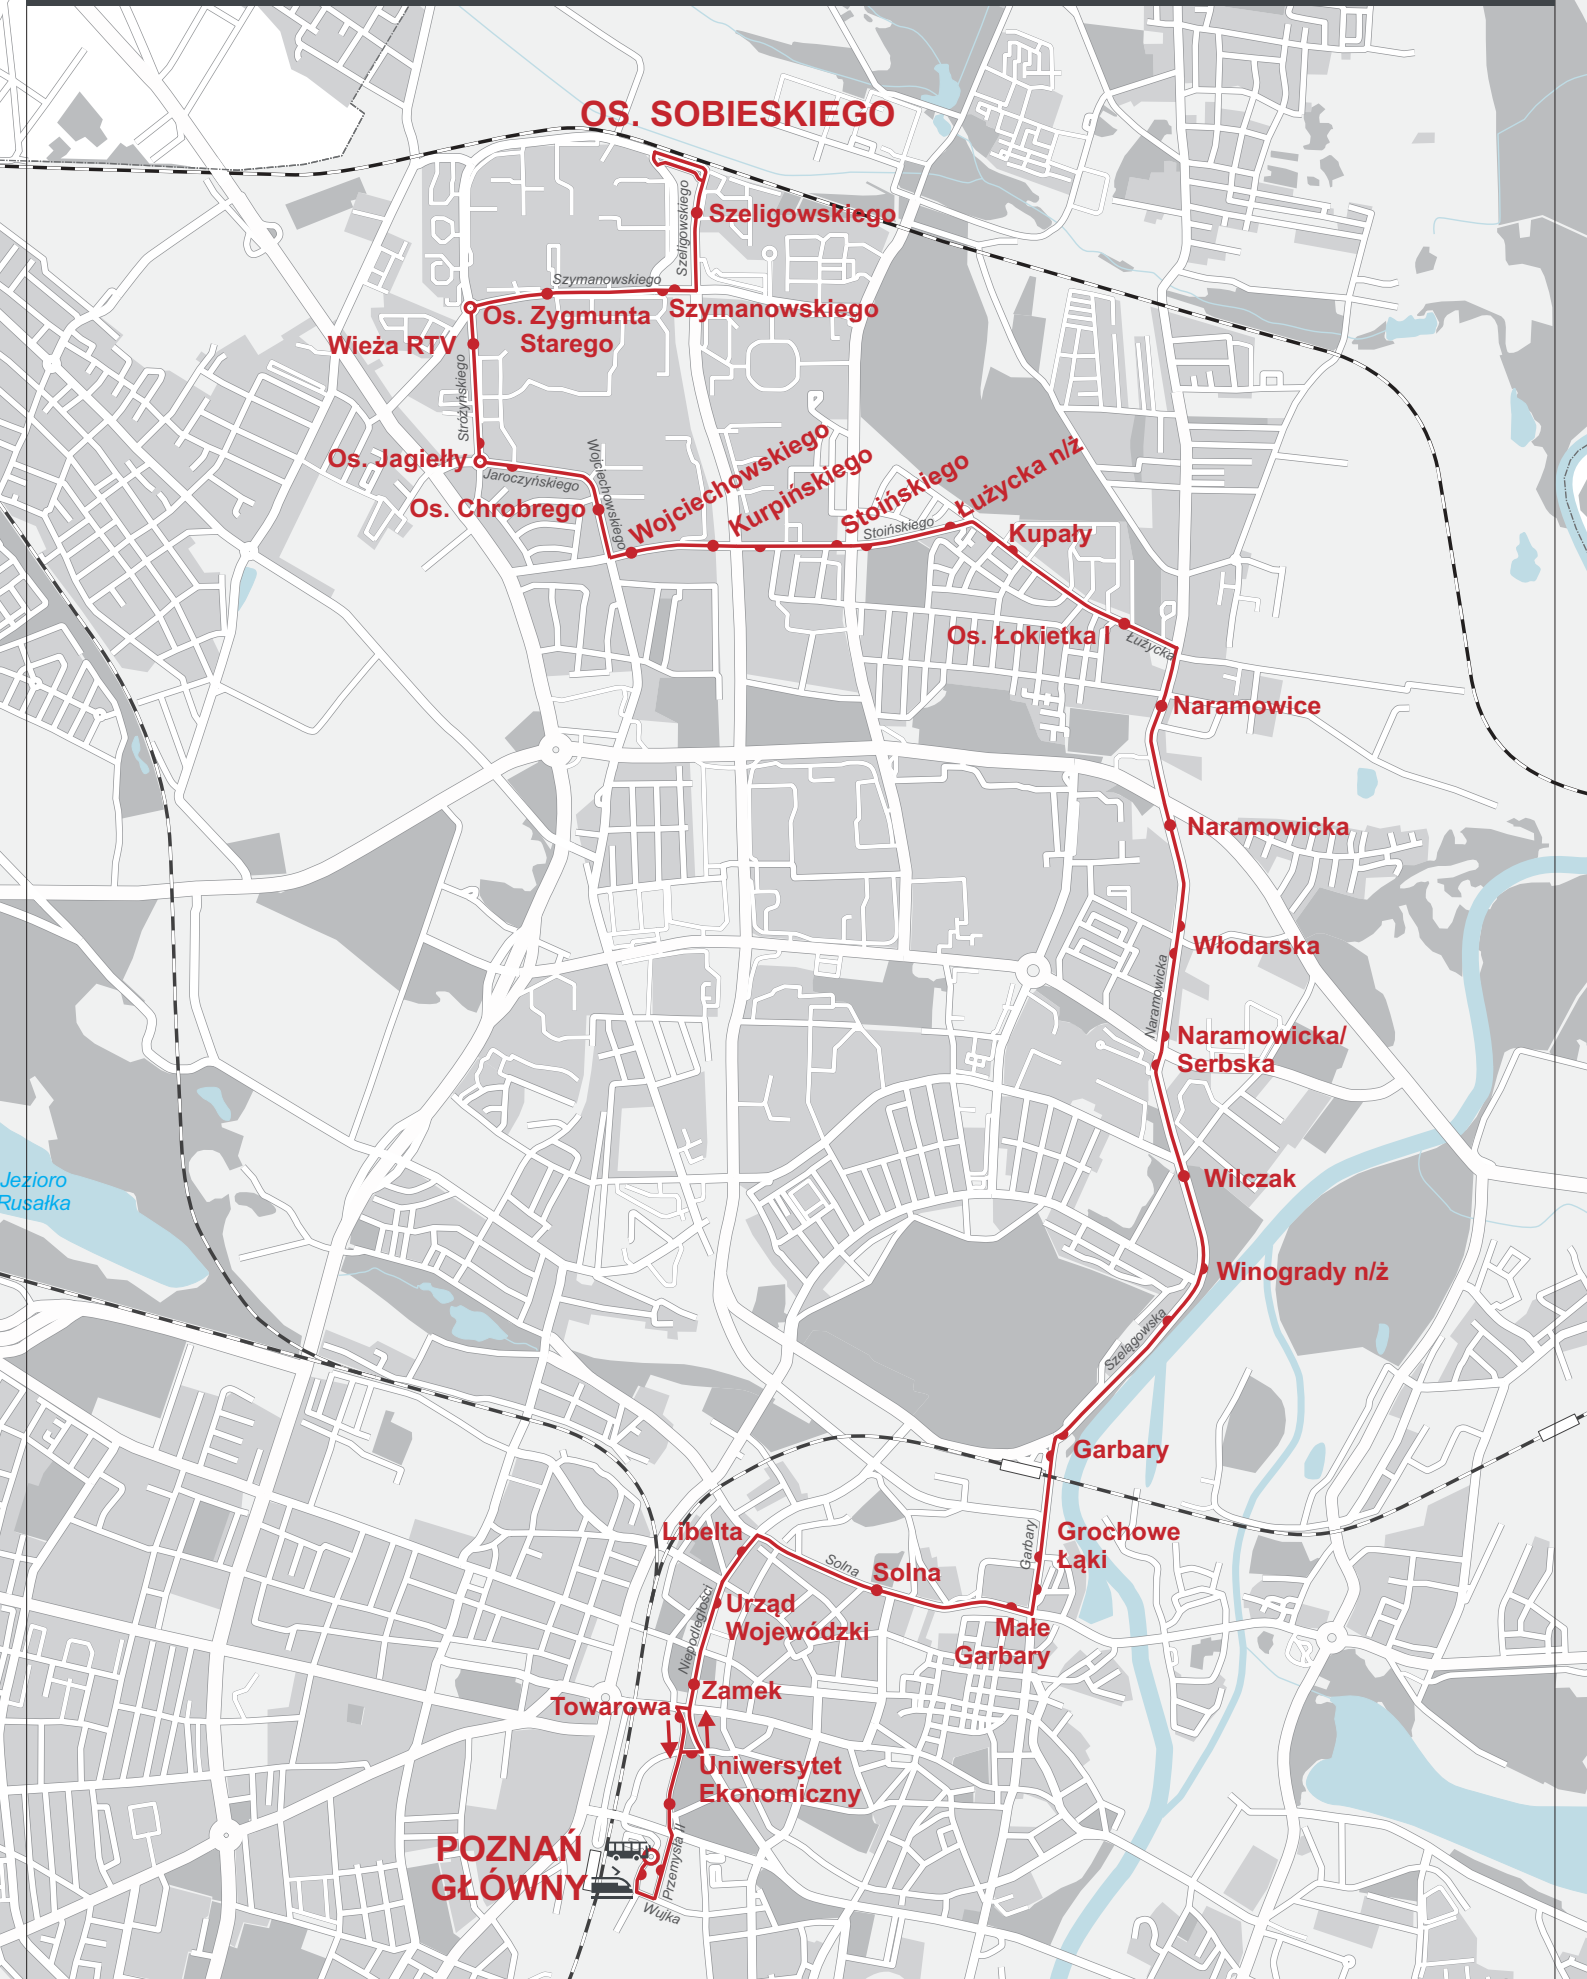 OS. SOBIESKIEGO
Szeligowskiego
Szeligowskiego
Szymanowskiego
Szymanowskiego
Os. Zygmunta
Starego
Wieża RTV
Stróżyńskiego
Os. Jagiełły
Jaroczyńskiego
Wojciechowskiego
Os. Chrobrego
Wojciechowskiego
Kurpińskiego
Stoińskiego
Stoińskiego
Łużycka n/ż
Kupały
Os. Łokietka I
Łużycka
Naramowice
Naramowicka
Włodarska
Naramowicka
Naramowicka/
Serbska
Jezioro
Rusałka
Wilczak
Winogrady n/ż
Szelągowska
Garbary
Garbary
Grochowe
Łąki
Libelta
Solna
Solna
Urząd
Wojewódzki
Niepodległości
Małe
Garbary
Zamek
Towarowa
Uniwersytet
Ekonomiczny
POZNAŃ
GŁÓWNY
Przemysła II
Wujka